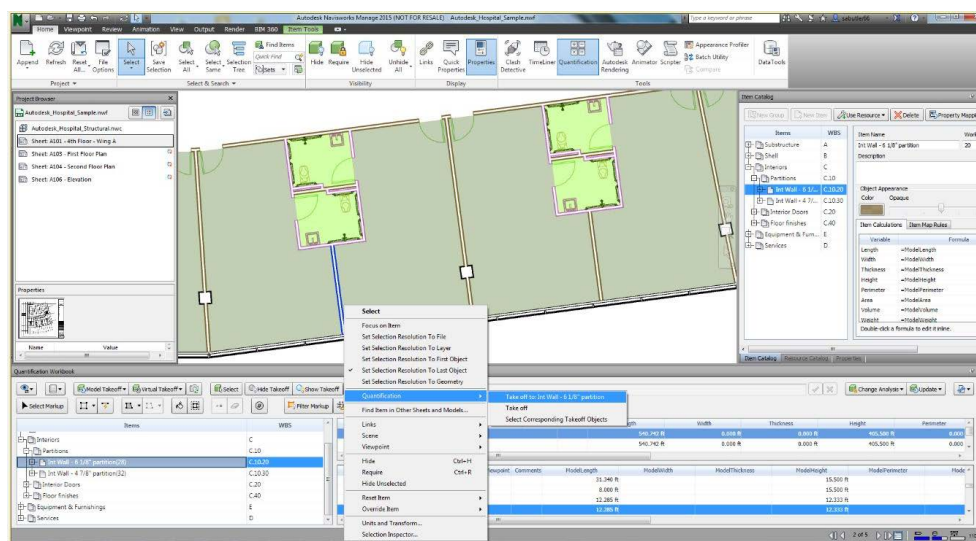 Autodesk Navisworks Manage 2015 (NOT FOR RESALE) Autodesk_Hospital_Sample.nwf
Type a keyword or phrase
Home Viewpoint Review Animation View Output Render BIM 360 Item Tools
Append Refresh Reset All... File Options Select Save Selection Select All Select Same Selection Tree Find Items Quick Find Sets Hide Require Hide Unselected Unhide All Links Quick Properties Properties Clash Detective TimeLiner Quantification Autodesk Rendering Animator Scripter Appearance Profiler Batch Utility Compare DataTools
Project Select & Search Visibility Display Tools
Project Browser
Autodesk_Hospital_Sample.nwf
Autodesk_Hospital_Structural.nwc
Sheet: A101 - 4th Floor - Wing A
Sheet: A103 - First Floor Plan
Sheet: A104 - Second Floor Plan
Sheet: A106 - Elevation
Properties
Name Value
Item Catalog
New Group New Item Use Resource Delete Property Mappi
Items WBS
Substructure A
Shell B
Interiors C
Partitions C.10
Int Wall - 6 1/... C.10.20
Int Wall - 4 7/... C.10.30
Interior Doors C.20
Floor finishes C.40
Equipment & Furn... E
Services D
Item Name Work
Int Wall - 6 1/8" partition 20
Description
Object Appearance
Color Opaque
Item Calculations Item Map Rules
Variable Formula
Length =ModelLength
Width =ModelWidth
Thickness =ModelThickness
Height =ModelHeight
Perimeter =ModelPerimeter
Area =ModelArea
Volume =ModelVolume
Weight =ModelWeight
Double-click a formula to edit it inline.
Item Catalog Resource Catalog Properties
Select
Focus on Item
Set Selection Resolution To File
Set Selection Resolution To Layer
Set Selection Resolution To First Object
Set Selection Resolution To Last Object
Set Selection Resolution To Geometry
Quantification
Find Item in Other Sheets and Models...
Links
Scene
Viewpoint
Hide Ctrl+H
Require Ctrl+R
Hide Unselected
Reset Item
Override Item
Units and Transform...
Selection Inspector...
Take off to: Int Wall - 6 1/8" partition
Take off
Select Corresponding Takeoff Objects
Quantification Workbook
Model Takeoff Virtual Takeoff Select Hide Takeoff Show Takeoff Change Analysis Update
Select Markup Filter Markup
Items WBS
Interiors C
Partitions C.10
Int Wall - 6 1/8" partition(28) C.10.20
Int Wall - 4 7/8" partition(32) C.10.30
Interior Doors C.20
Floor finishes C.40
Equipment & Furnishings E
Services D
Width Thickness Height Perimeter
540.742 ft 0.000 ft 0.000 ft 405.500 ft 0.000
540.742 ft 0.000 ft 0.000 ft 405.500 ft 0.000
Viewpoint Comments ModelLength ModelWidth ModelThickness ModelHeight ModelPerimeter
31.340 ft 15.500 ft
8.000 ft 15.500 ft
12.285 ft 12.333 ft
12.285 ft 12.333 ft
2 of 5